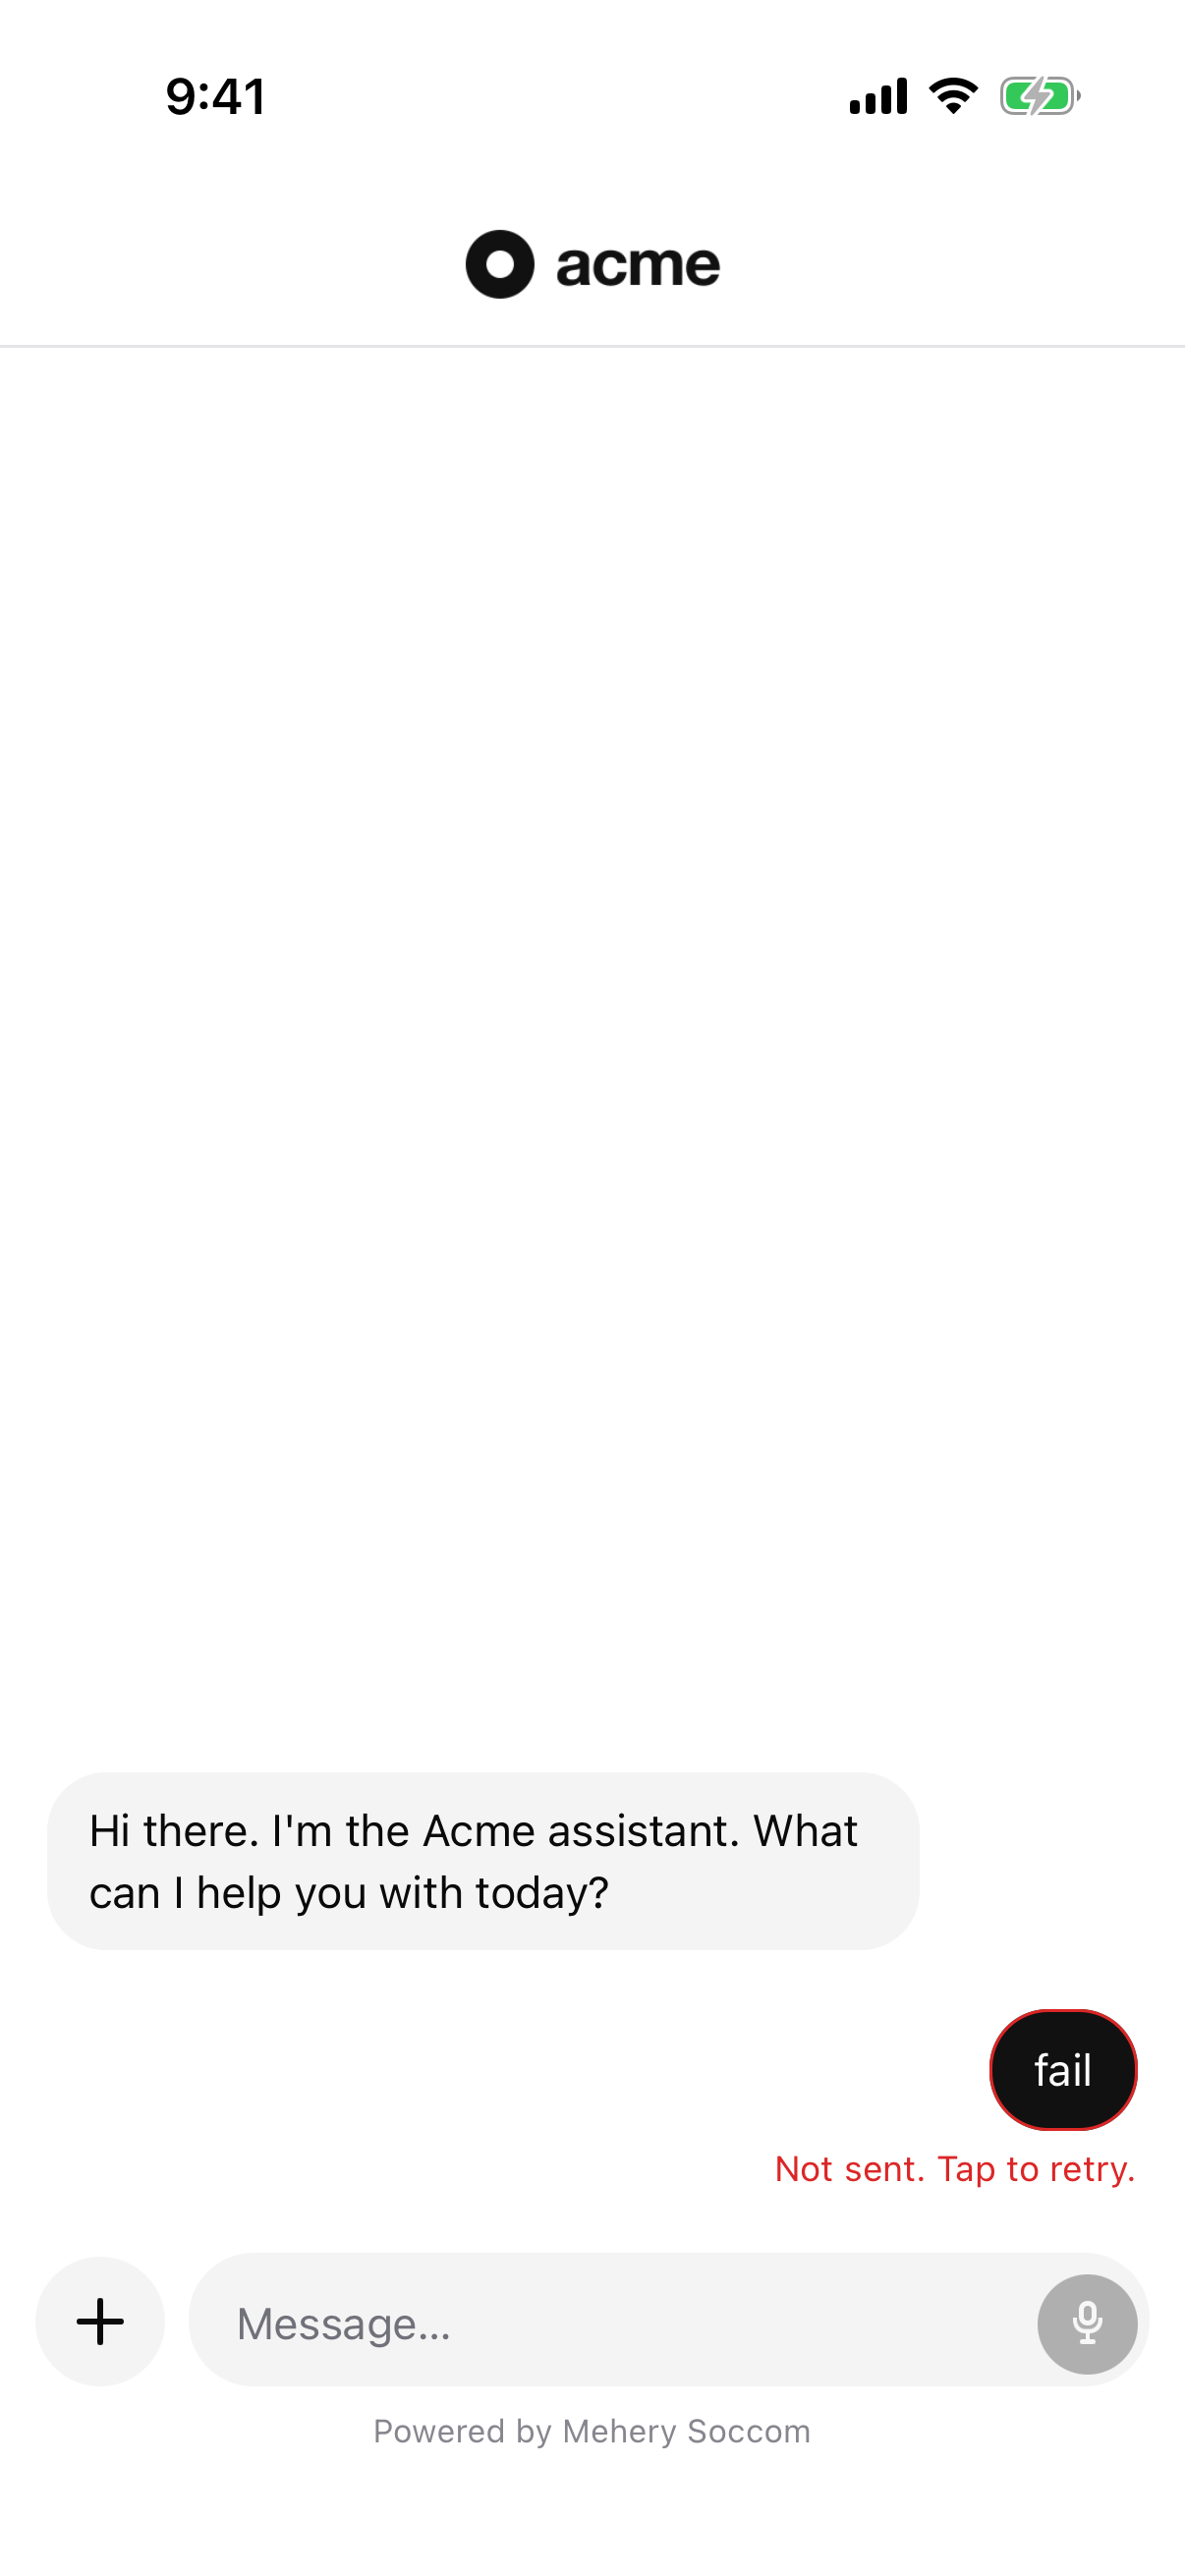 9:41
acme
Hi there. I'm the Acme assistant. What
can I help you with today?
fail
Not sent. Tap to retry.
Message...
Powered by Mehery Soccom